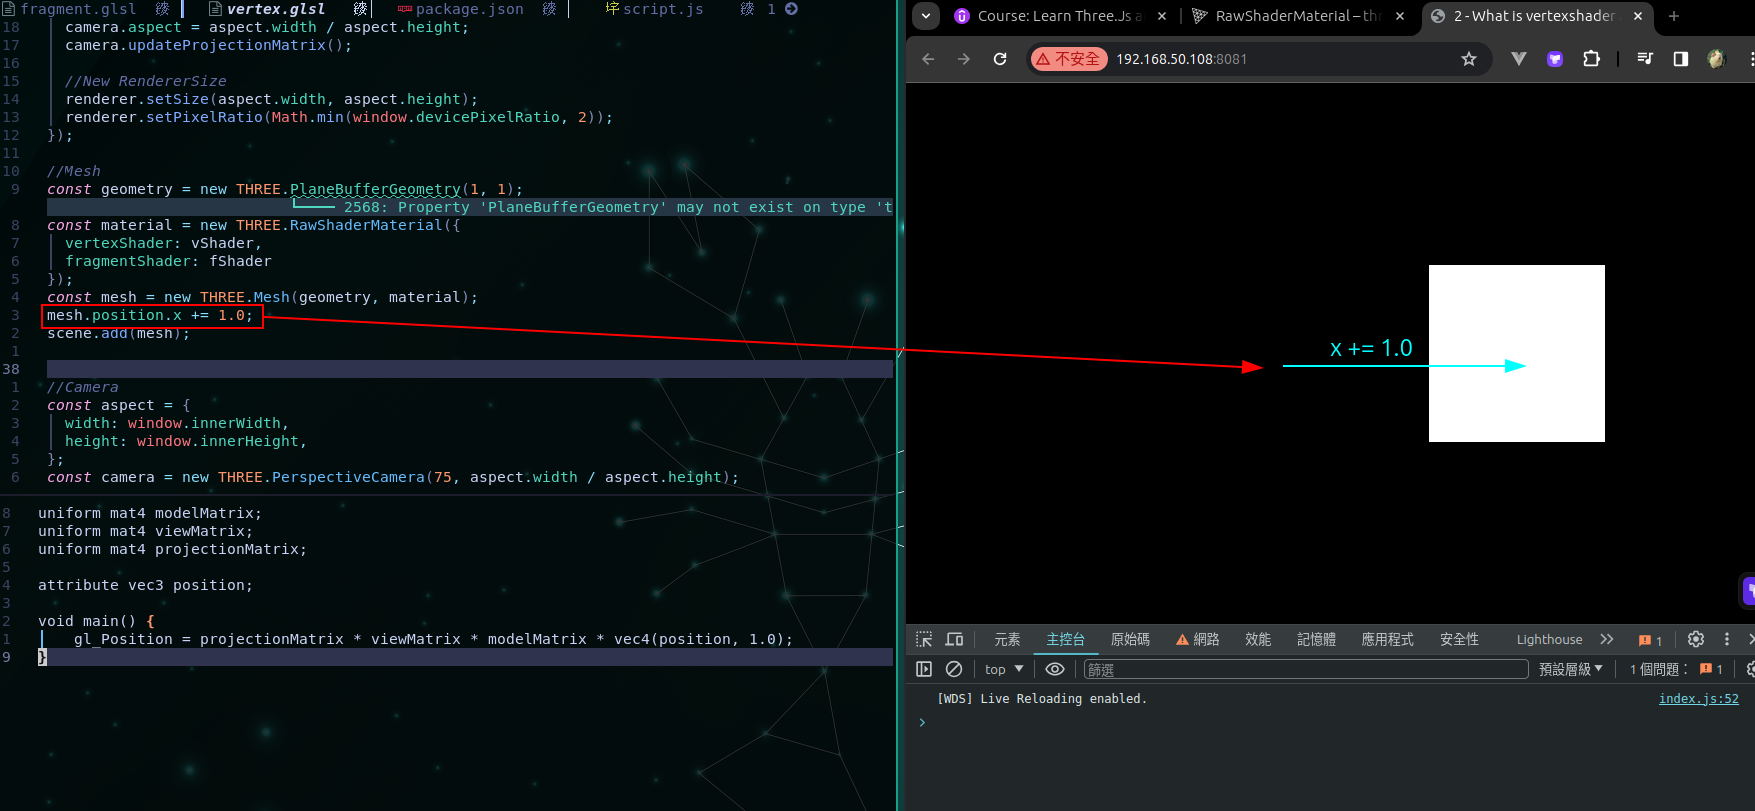 fragment.glsl
vertex.glsl
package.json
script.js
1
18 camera.aspect = aspect.width / aspect.height;
17 camera.updateProjectionMatrix();
16
15 //New RendererSize
14 renderer.setSize(aspect.width, aspect.height);
13 renderer.setPixelRatio(Math.min(window.devicePixelRatio, 2));
12 });
11
10 //Mesh
9 const geometry = new THREE.PlaneBufferGeometry(1, 1);
2568: Property 'PlaneBufferGeometry' may not exist on type 't
8 const material = new THREE.RawShaderMaterial({
7 vertexShader: vShader,
6 fragmentShader: fShader
5 });
4 const mesh = new THREE.Mesh(geometry, material);
3 mesh.position.x += 1.0;
2 scene.add(mesh);
1
38
1 //Camera
2 const aspect = {
3 width: window.innerWidth,
4 height: window.innerHeight,
5 };
6 const camera = new THREE.PerspectiveCamera(75, aspect.width / aspect.height);
8 uniform mat4 modelMatrix;
7 uniform mat4 viewMatrix;
6 uniform mat4 projectionMatrix;
5
4 attribute vec3 position;
3
2 void main() {
1 gl_Position = projectionMatrix * viewMatrix * modelMatrix * vec4(position, 1.0);
9 }
Course: Learn Three.Js a
RawShaderMaterial – thr
2 - What is vertexshader
不安全 192.168.50.108:8081
x += 1.0
元素 主控台 原始碼 網路 效能 記憶體 應用程式 安全性 Lighthouse 1
top 篩選 預設層級 1 個問題： 1
[WDS] Live Reloading enabled. index.js:52